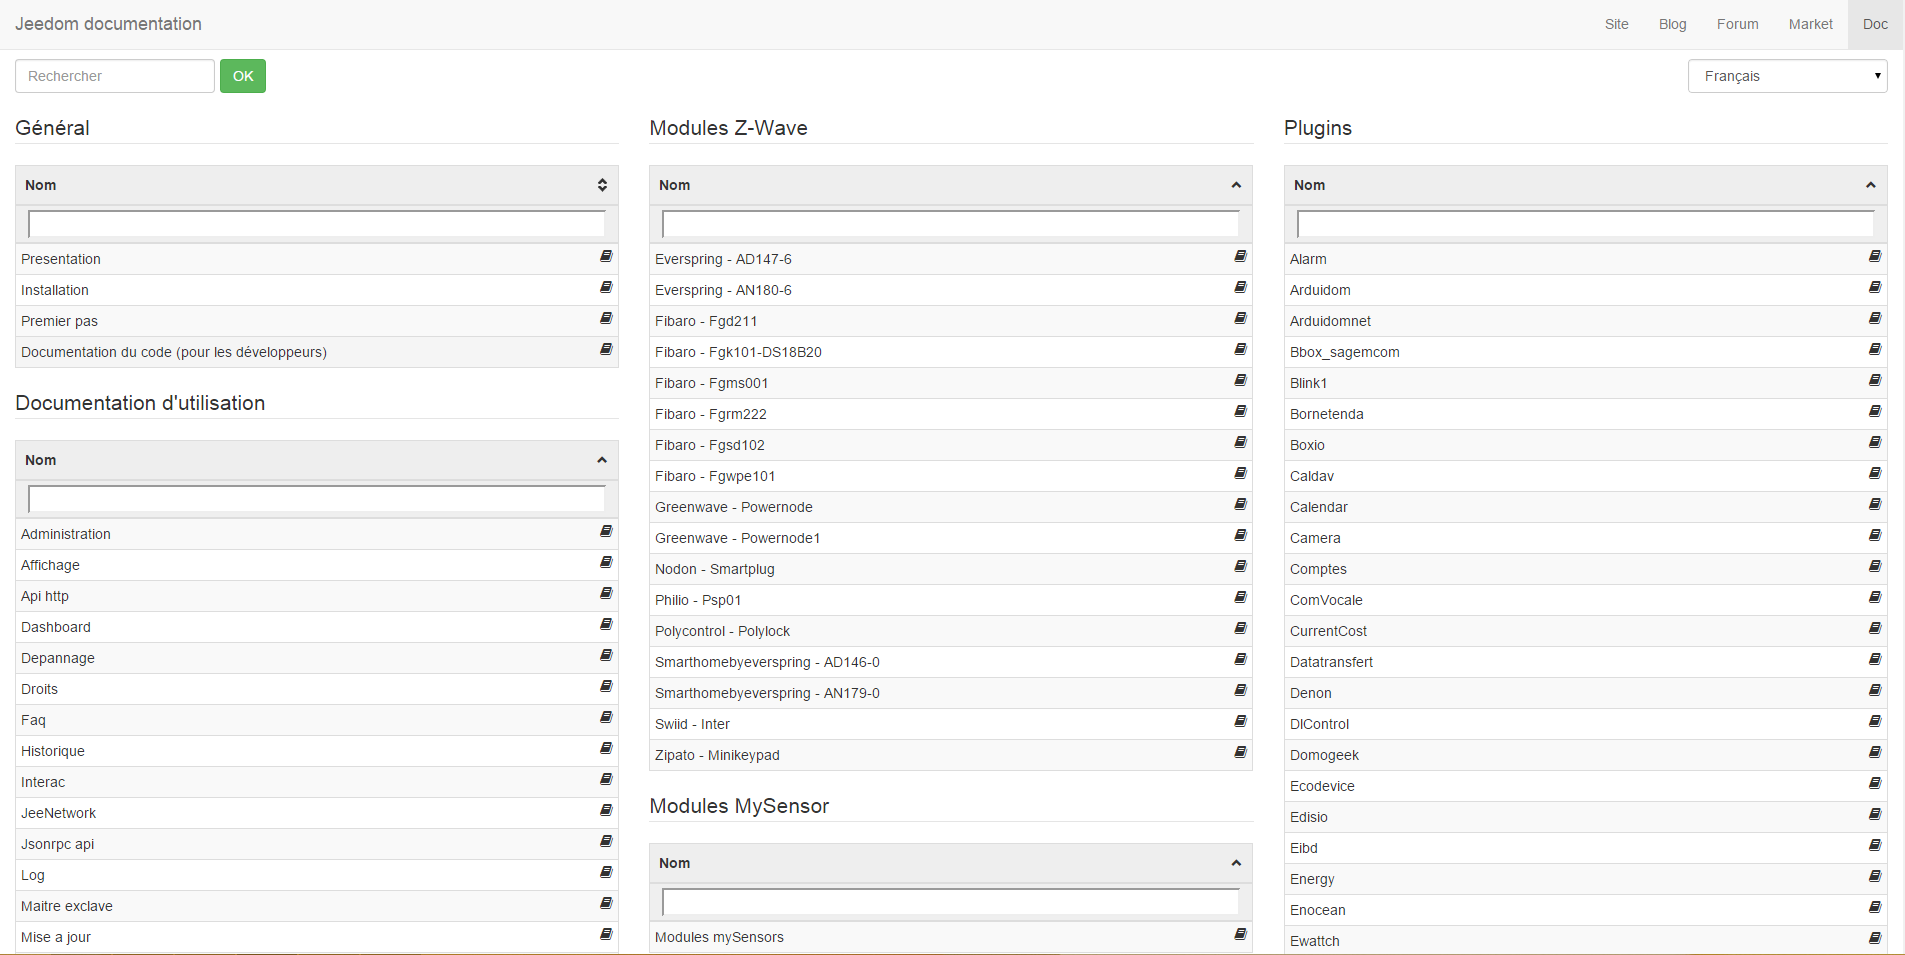 Jeedom documentation
Site Blog Forum Market Doc
Rechercher OK
Français
Général
Nom
Presentation
Installation
Premier pas
Documentation du code (pour les développeurs)
Documentation d'utilisation
Nom
Administration
Affichage
Api http
Dashboard
Depannage
Droits
Faq
Historique
Interac
JeeNetwork
Jsonrpc api
Log
Maitre exclave
Mise a jour
Modules Z-Wave
Nom
Everspring - AD147-6
Everspring - AN180-6
Fibaro - Fgd211
Fibaro - Fgk101-DS18B20
Fibaro - Fgms001
Fibaro - Fgrm222
Fibaro - Fgsd102
Fibaro - Fgwpe101
Greenwave - Powernode
Greenwave - Powernode1
Nodon - Smartplug
Philio - Psp01
Polycontrol - Polylock
Smarthomebyeverspring - AD146-0
Smarthomebyeverspring - AN179-0
Swiid - Inter
Zipato - Minikeypad
Modules MySensor
Nom
Modules mySensors
Plugins
Nom
Alarm
Arduidom
Arduidomnet
Bbox_sagemcom
Blink1
Bornetenda
Boxio
Caldav
Calendar
Camera
Comptes
ComVocale
CurrentCost
Datatransfert
Denon
DIControl
Domogeek
Ecodevice
Edisio
Eibd
Energy
Enocean
Ewattch